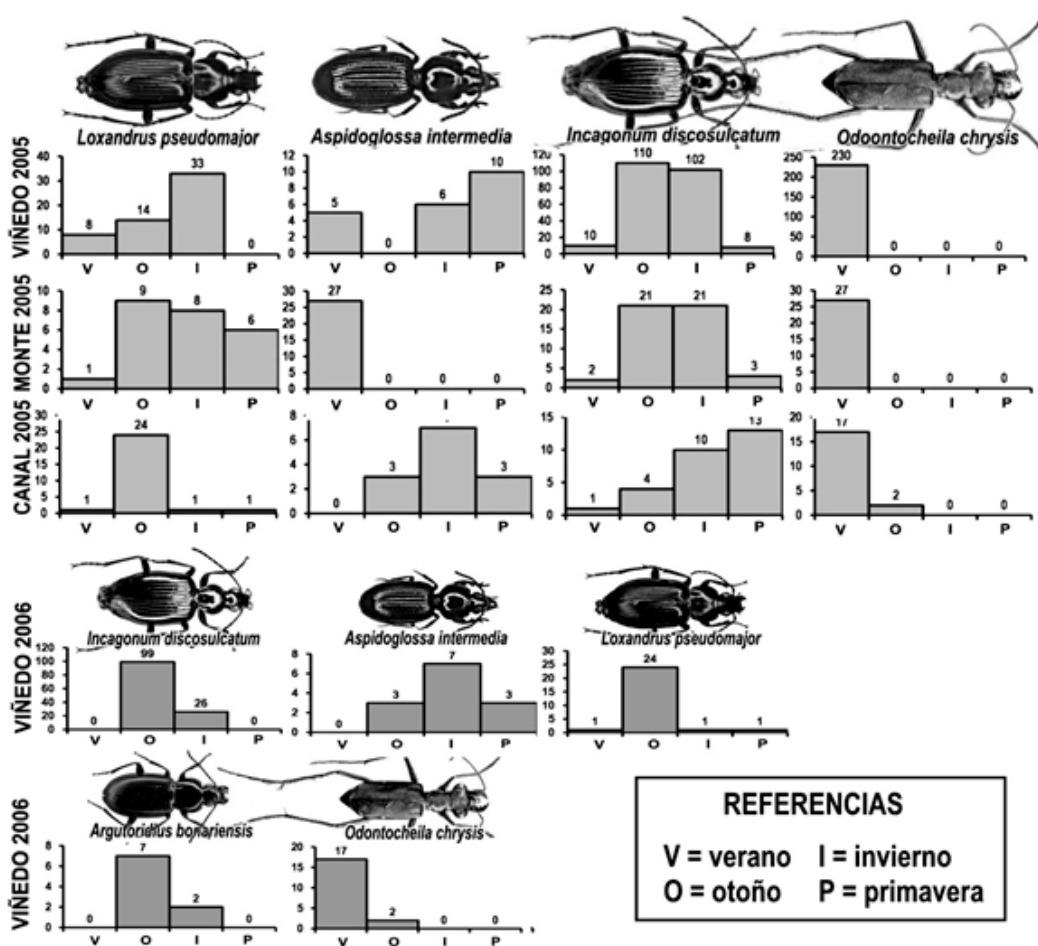 Loxandrus pseudomajor Aspidoglossa intermedia Incagonum discosulcatum Odoontocheila chrysis
VIÑEDO 2005
40 30 20 10 0
8 14 33 0
V O I P
12 10 8 6 4 2 0
5 0 6 10
V O I P
120 100 80 60 40 20 0
10 110 102 8
V O I P
250 200 150 100 50 0
230 0 0 0
V O I P
MONTE 2005
10 8 6 4 2 0
1 9 8 6
V O I P
30 25 20 15 10 5 0
27 0 0 0
V O I P
25 20 15 10 5 0
2 21 21 3
V O I P
30 25 20 15 10 5 0
27 0 0 0
V O I P
CANAL 2005
30 25 20 15 10 5 0
1 24 1 1
V O I P
8 6 4 2 0
0 3 3
V O I P
15 10 5 0
1 4 10 13
V O I P
20 15 10 5 0
17 2 0 0
V O I P
Incagonum discosulcatum Aspidoglossa intermedia Loxandrus pseudomajor
VIÑEDO 2006
120 100 80 60 40 20 0
0 99 26 0
V O I P
8 6 4 2 0
0 3 7 3
V O I P
30 25 20 15 10 5 0
1 24 1 1
V O I P
Argutoridius bonariensis Odontocheila chrysis
VIÑEDO 2006
8 6 4 2 0
0 7 2 0
V O I P
20 15 10 5 0
17 2 0 0
V O I P
REFERENCIAS
V = verano I = invierno
O = otoño P = primavera